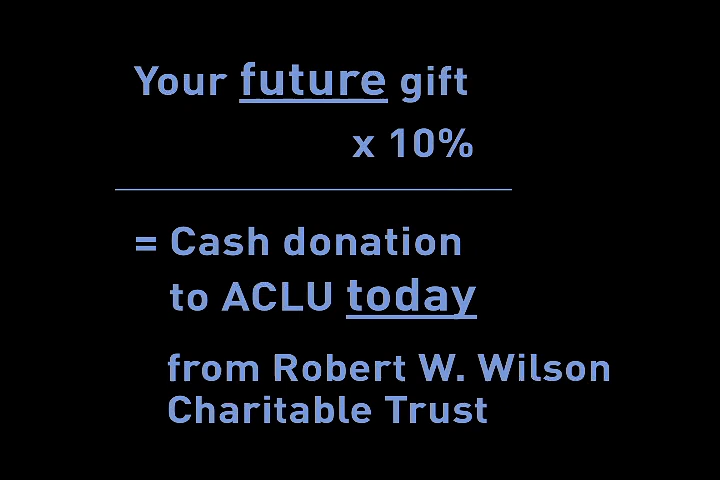 Your future gift
x 10%
= Cash donation
to ACLU today
from Robert W. Wilson
Charitable Trust